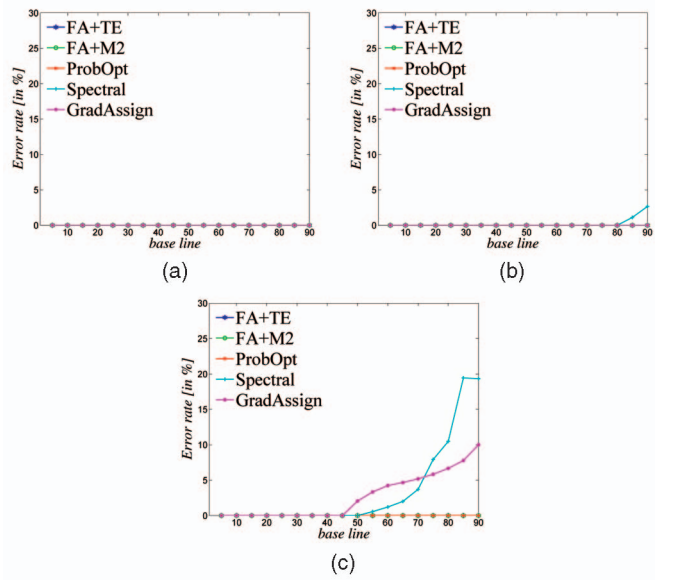 30
25
20
15
10
5
0
Error rate [in %]
FA+TE
FA+M2
ProbOpt
Spectral
GradAssign
10 20 30 40 50 60 70 80 90
base line
(a)
30
25
20
15
10
5
0
Error rate [in %]
FA+TE
FA+M2
ProbOpt
Spectral
GradAssign
10 20 30 40 50 60 70 80 90
base line
(b)
30
25
20
15
10
5
0
Error rate [in %]
FA+TE
FA+M2
ProbOpt
Spectral
GradAssign
10 20 30 40 50 60 70 80 90
base line
(c)